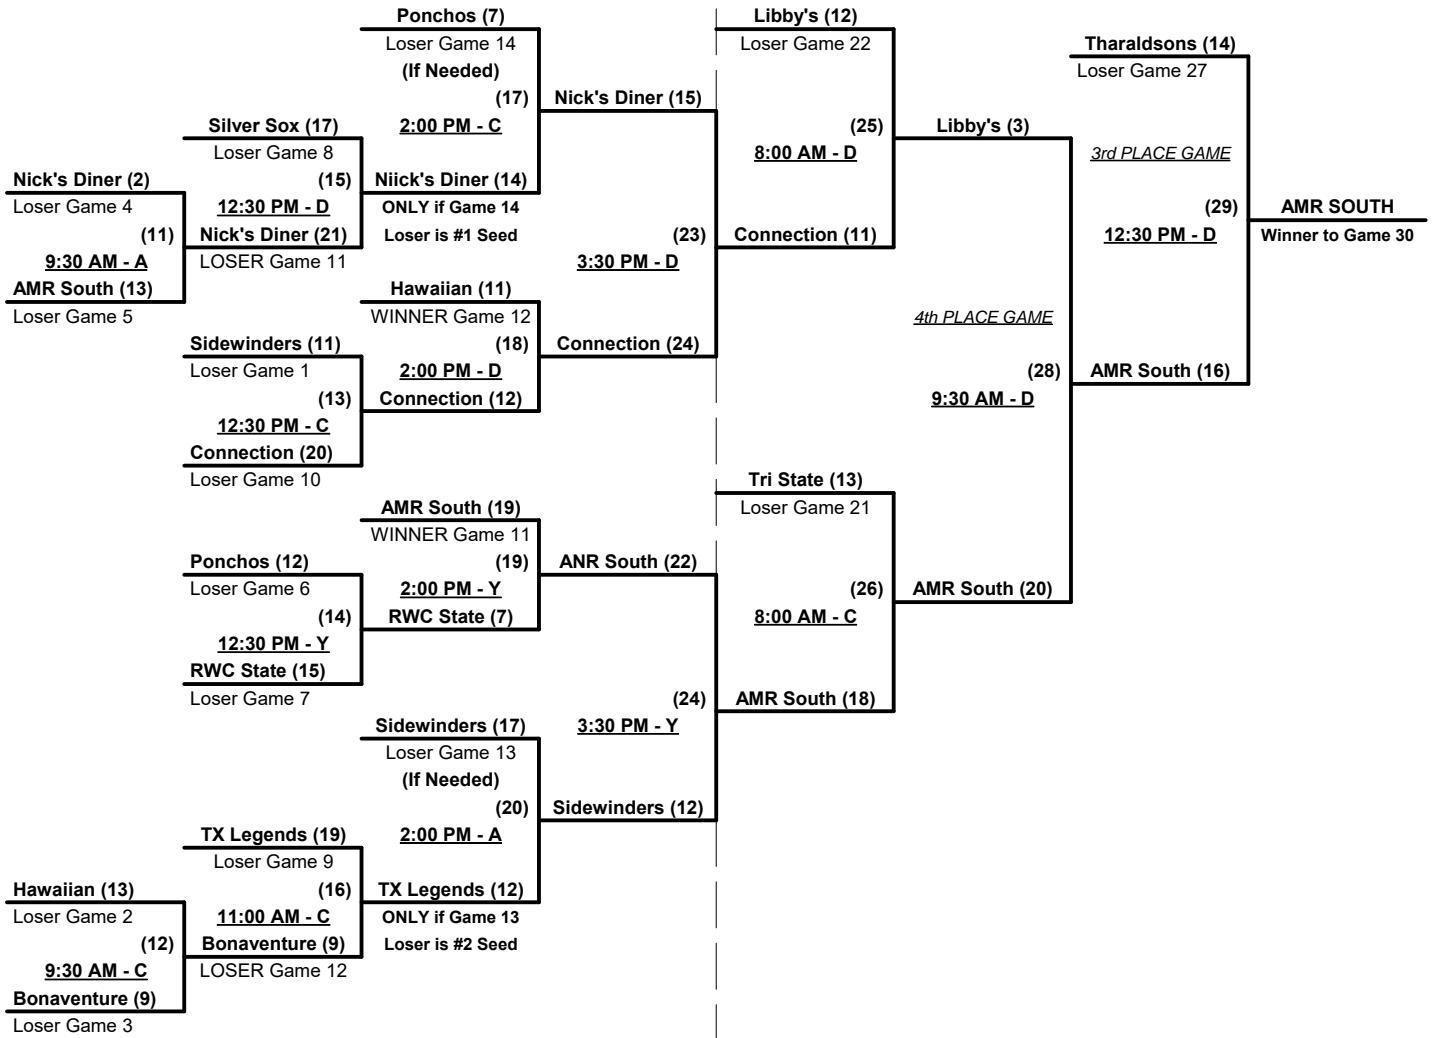 Ponchos (7)
Loser Game 14
(If Needed)
(17)
2:00 PM - C
Nick's Diner (15)
Silver Sox (17)
Loser Game 8
(15)
12:30 PM - D
Nick's Diner (2)
Loser Game 4
(11)
9:30 AM - A
AMR South (13)
Loser Game 5
Nick's Diner (21)
LOSER Game 11
Niick's Diner (14)
ONLY if Game 14
Loser is #1 Seed
(23)
3:30 PM - D
Hawaiian (11)
WINNER Game 12
(18)
2:00 PM - D
Connection (24)
Sidewinders (11)
Loser Game 1
(13)
12:30 PM - C
Connection (12)
Connection (20)
Loser Game 10
AMR South (19)
WINNER Game 11
(19)
2:00 PM - Y
ANR South (22)
Ponchos (12)
Loser Game 6
(14)
12:30 PM - Y
RWC State (7)
RWC State (15)
Loser Game 7
(24)
3:30 PM - Y
Sidewinders (17)
Loser Game 13
(If Needed)
(20)
2:00 PM - A
Sidewinders (12)
TX Legends (19)
Loser Game 9
(16)
11:00 AM - C
TX Legends (12)
ONLY if Game 13
Loser is #2 Seed
Hawaiian (13)
Loser Game 2
(12)
9:30 AM - C
Bonaventure (9)
LOSER Game 12
Bonaventure (9)
Loser Game 3
Libby's (12)
Loser Game 22
(25)
8:00 AM - D
Libby's (3)
Connection (11)
4th PLACE GAME
(28)
9:30 AM - D
Tri State (13)
Loser Game 21
(26)
8:00 AM - C
AMR South (20)
AMR South (18)
Tharaldsons (14)
Loser Game 27
3rd PLACE GAME
(29)
12:30 PM - D
AMR South (16)
AMR SOUTH
Winner to Game 30